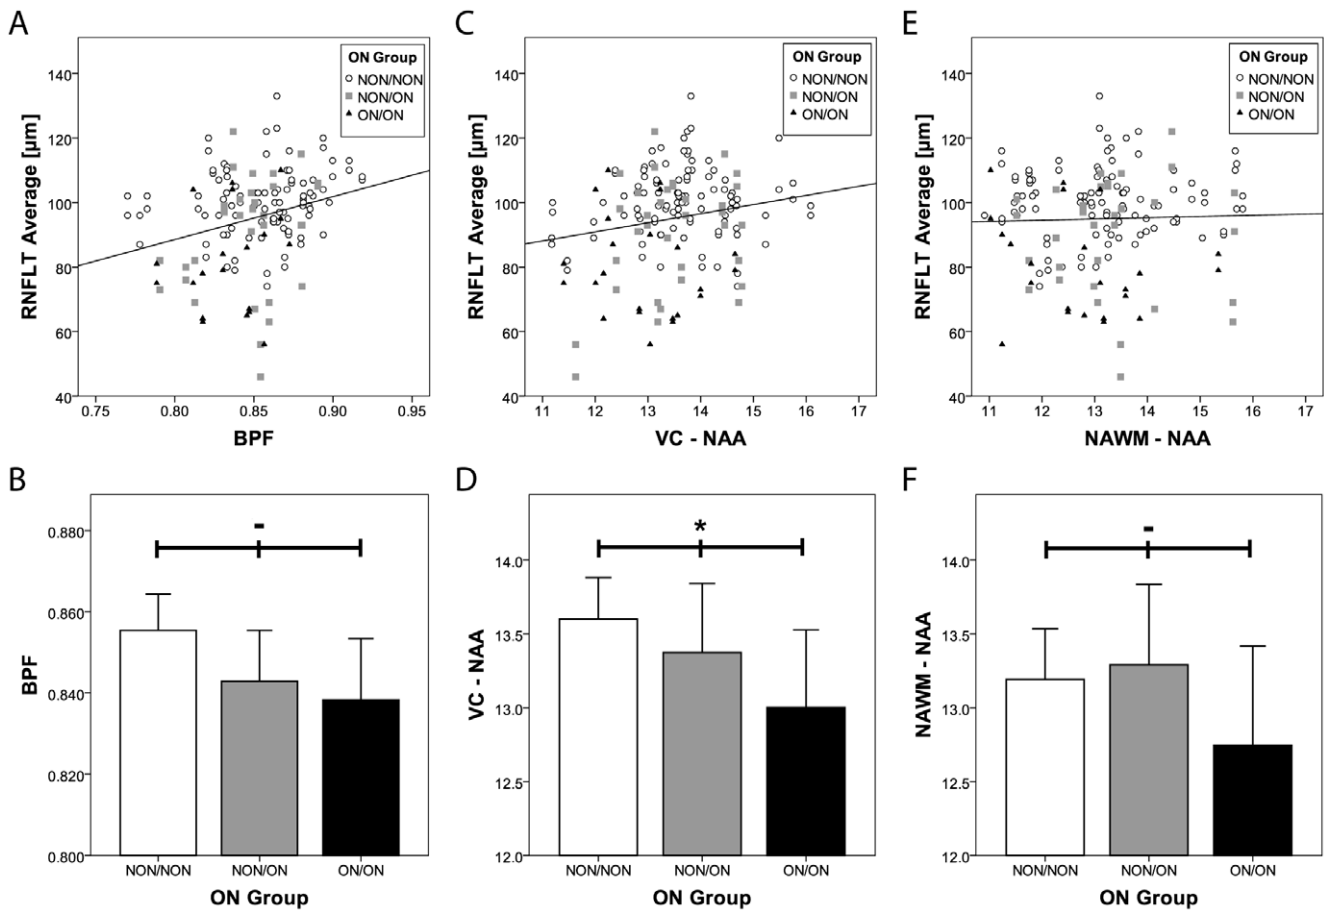 A
ON Group
NON/NON
NON/ON
ON/ON
RNFLT Average [µm]
140
120
100
80
60
40
0.75 0.80 0.85 0.90 0.95
BPF
C
ON Group
NON/NON
NON/ON
ON/ON
RNFLT Average [µm]
140
120
100
80
60
40
11 12 13 14 15 16 17
VC - NAA
E
ON Group
NON/NON
NON/ON
ON/ON
RNFLT Average [µm]
140
120
100
80
60
40
11 12 13 14 15 16 17
NAWM - NAA
B
-
BPF
0.880
0.860
0.840
0.820
0.800
NON/NON NON/ON ON/ON
ON Group
D
*
VC - NAA
14.0
13.5
13.0
12.5
12.0
NON/NON NON/ON ON/ON
ON Group
F
-
NAWM - NAA
14.0
13.5
13.0
12.5
12.0
NON/NON NON/ON ON/ON
ON Group